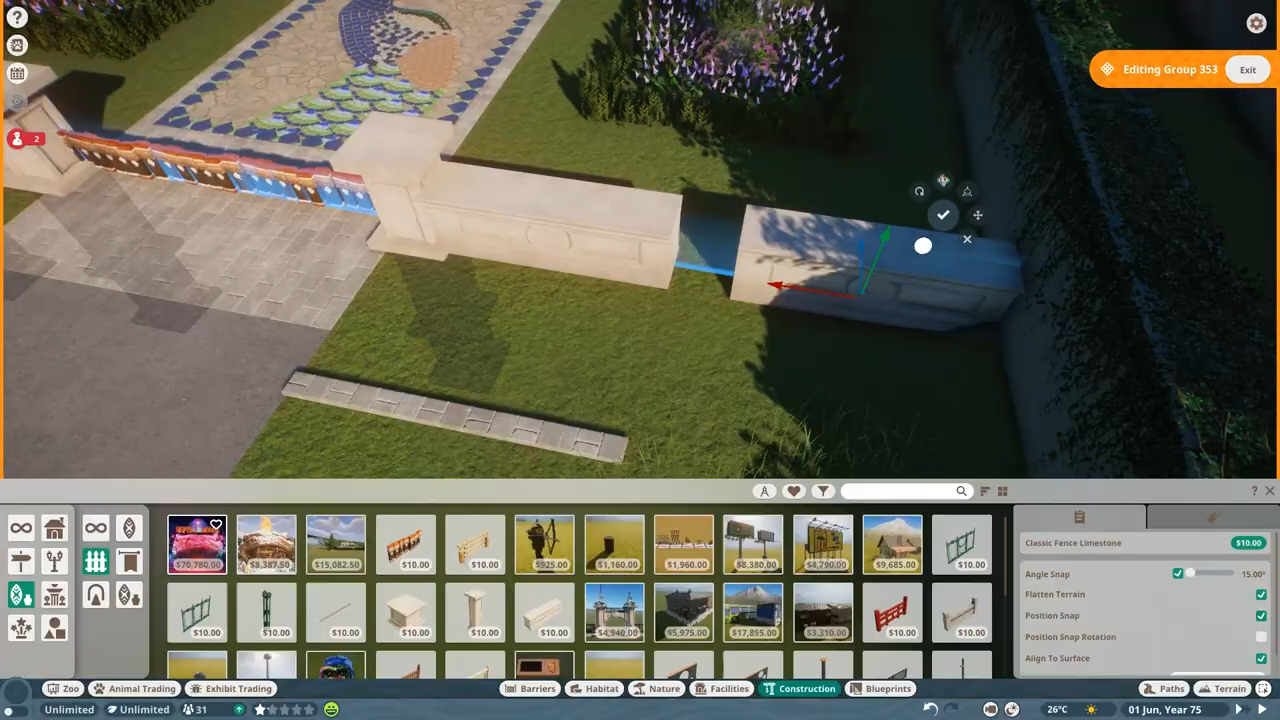 ?
Editing Group 353 Exit
2
? X
$70,780.00 $8,387.50 $15,082.50 $10.00 $10.00 $925.00 $1,160.00 $1,960.00 $8,380.00 $4,790.00 $9,685.00 $10.00
$10.00 $10.00 $10.00 $10.00 $10.00 $10.00 $4,940.00 $5,975.00 $17,895.00 $3,310.00 $10.00 $10.00
Classic Fence Limestone $10.00
Angle Snap 15.00°
Flatten Terrain
Position Snap
Position Snap Rotation
Align To Surface
Zoo Animal Trading Exhibit Trading Barriers Habitat Nature Facilities Construction Blueprints Paths Terrain
Unlimited Unlimited 31 26°C 01 Jun, Year 75